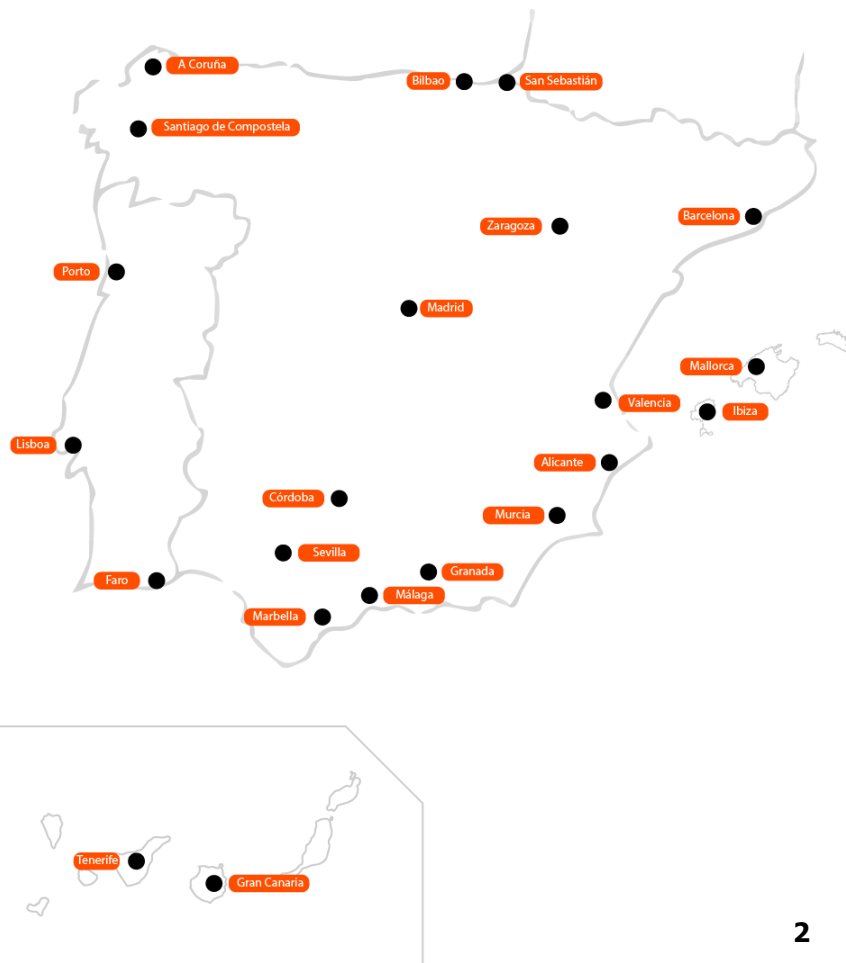 A Coruña
Bilbao
San Sebastián
Santiago de Compostela
Barcelona
Zaragoza
Porto
Madrid
Mallorca
Valencia
Ibiza
Lisboa
Alicante
Córdoba
Murcia
Sevilla
Granada
Faro
Málaga
Marbella
Tenerife
Gran Canaria
2